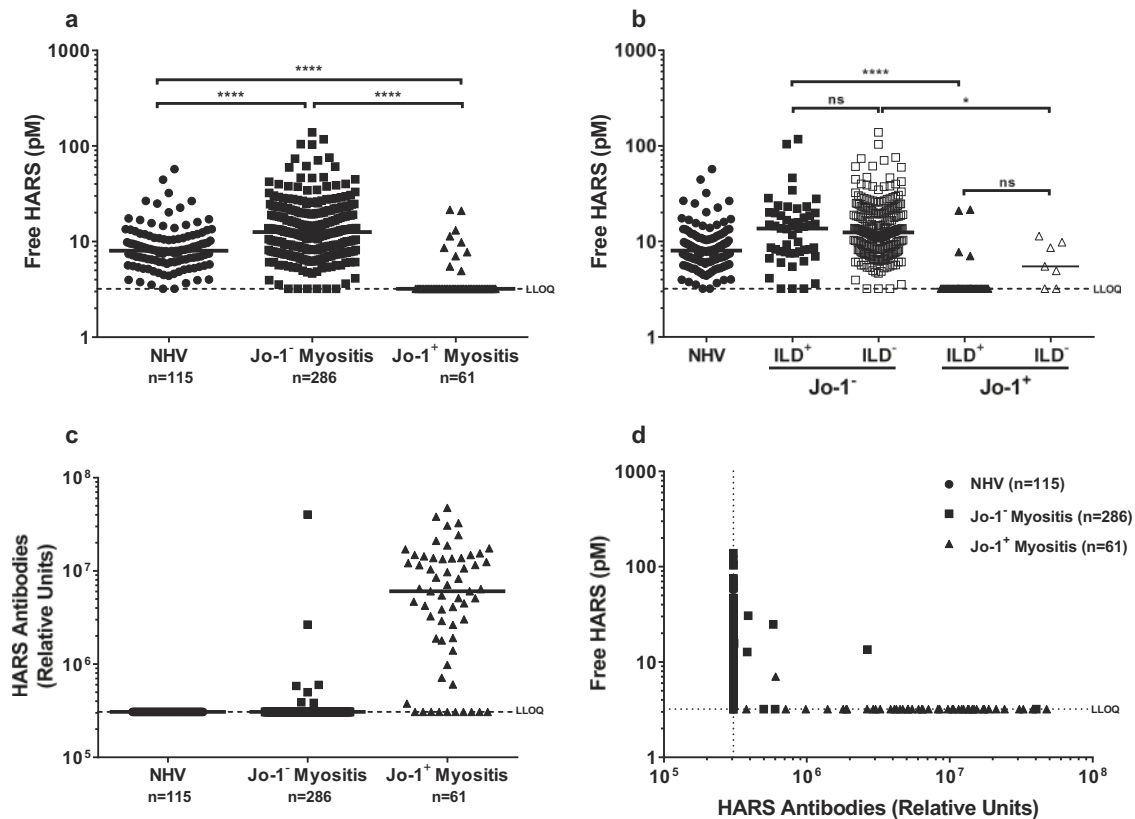 a
Free HARS (pM)
1000
100
10
1
****
****
****
LLOQ
NHV
n=115
Jo-1⁻ Myositis
n=286
Jo-1⁺ Myositis
n=61
b
Free HARS (pM)
1000
100
10
1
****
ns
*
ns
LLOQ
NHV
ILD⁺
ILD⁻
ILD⁺
ILD⁻
Jo-1⁻
Jo-1⁺
c
HARS Antibodies
(Relative Units)
10⁸
10⁷
10⁶
10⁵
LLOQ
NHV
n=115
Jo-1⁻ Myositis
n=286
Jo-1⁺ Myositis
n=61
d
Free HARS (pM)
1000
100
10
1
NHV (n=115)
Jo-1⁻ Myositis (n=286)
Jo-1⁺ Myositis (n=61)
LLOQ
10⁵
10⁶
10⁷
10⁸
HARS Antibodies (Relative Units)